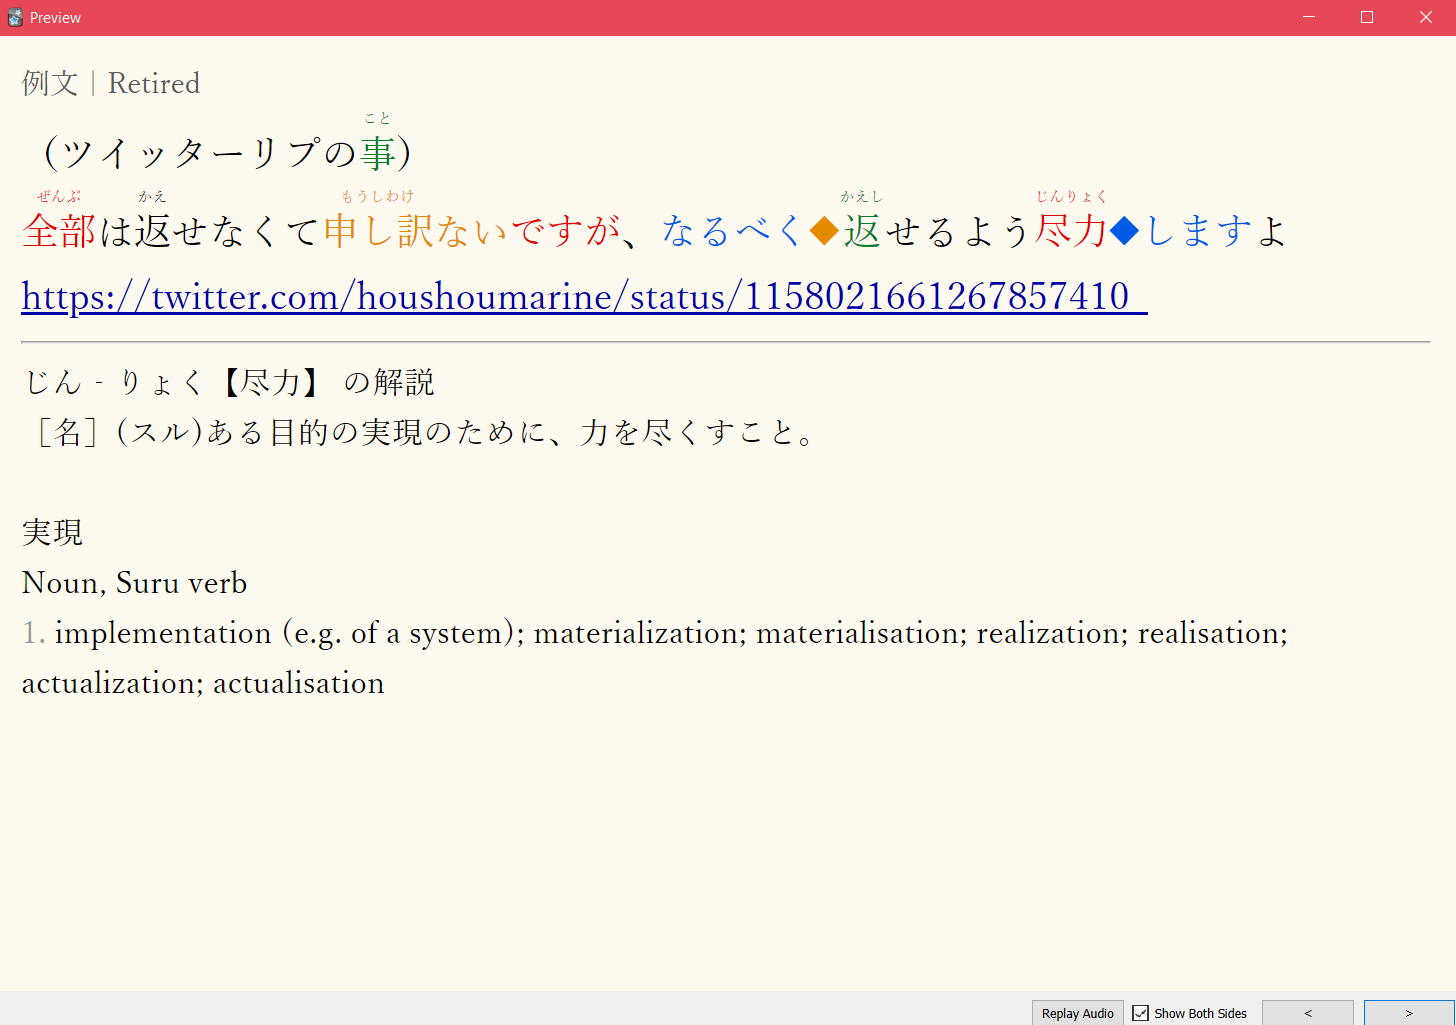 Preview
例文｜Retired
こと
（ツイッターリプの事）
ぜんぶ かえ もうしわけ かえし じんりょく
全部は返せなくて申し訳ないですが、なるべく◆返せるよう尽力◆しますよ
https://twitter.com/houshoumarine/status/1158021661267857410
じん‐りょく【尽力】 の解説
［名］(スル)ある目的の実現のために、力を尽くすこと。
実現
Noun, Suru verb
1. implementation (e.g. of a system); materialization; materialisation; realization; realisation;
actualization; actualisation
Replay Audio Show Both Sides < >